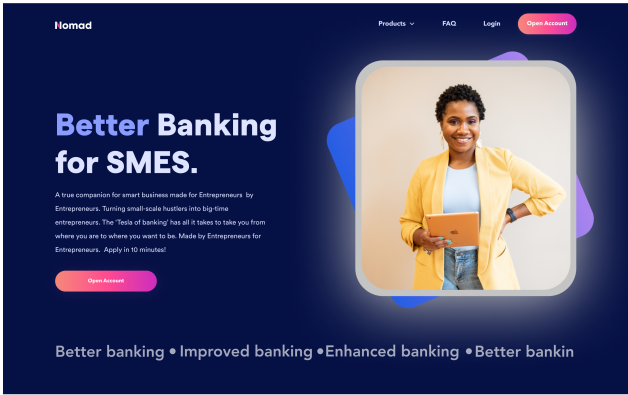 Nomad
Products
FAQ
Login
Open Account
Better Banking
for SMES.
A true companion for smart business made for Entrepreneurs by
Entrepreneurs. Turning small-scale hustlers into big-time
entrepreneurs. The 'Tesla of banking' has all it takes to take you from
where you are to where you want to be. Made by Entrepreneurs for
Entrepreneurs. Apply in 10 minutes!
Open Account
Better banking • Improved banking • Enhanced banking • Better bankin